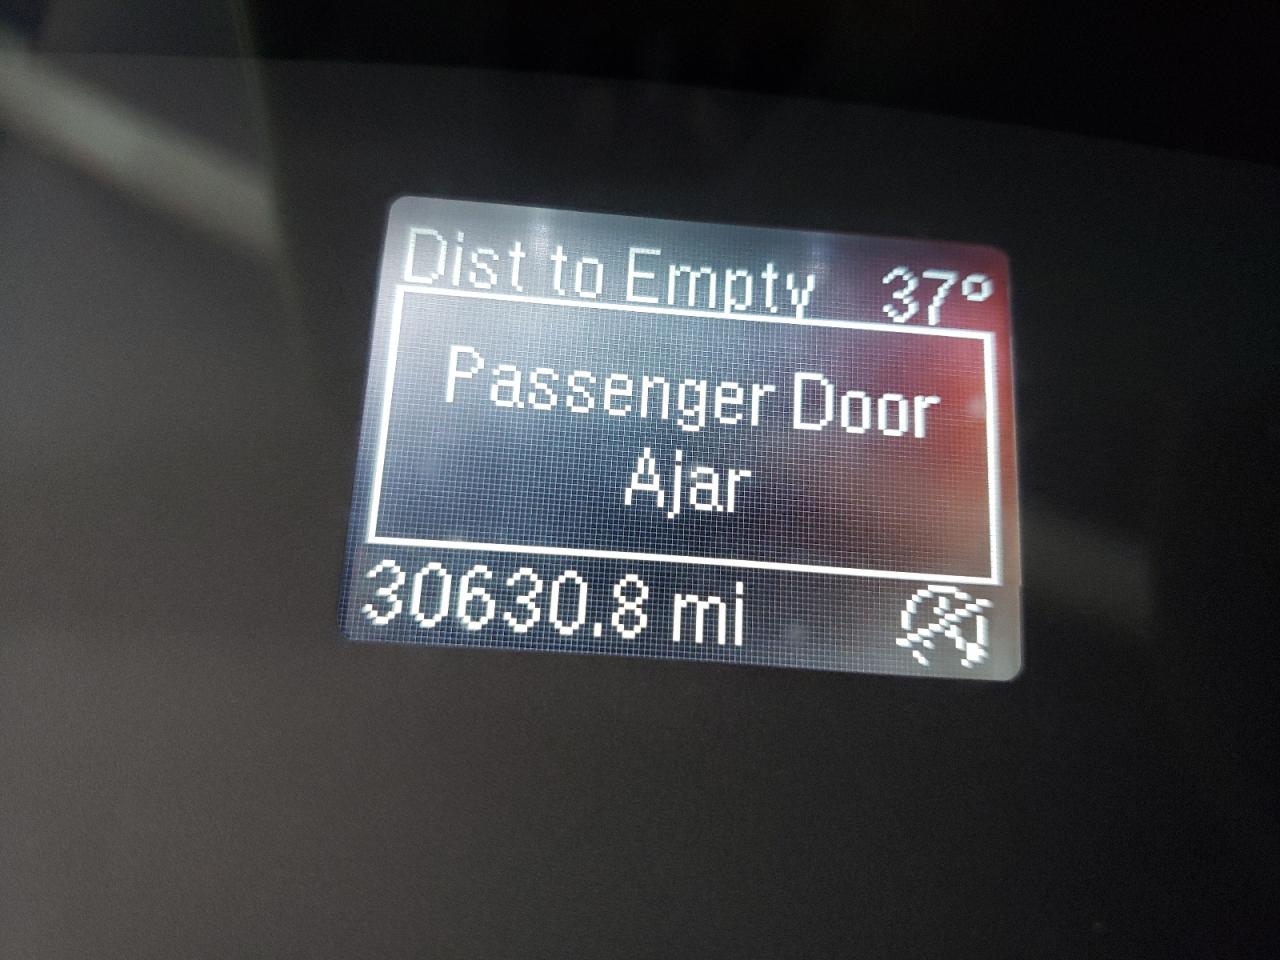 Dist to Empty 37°
Passenger Door
Ajar
30630.8 mi